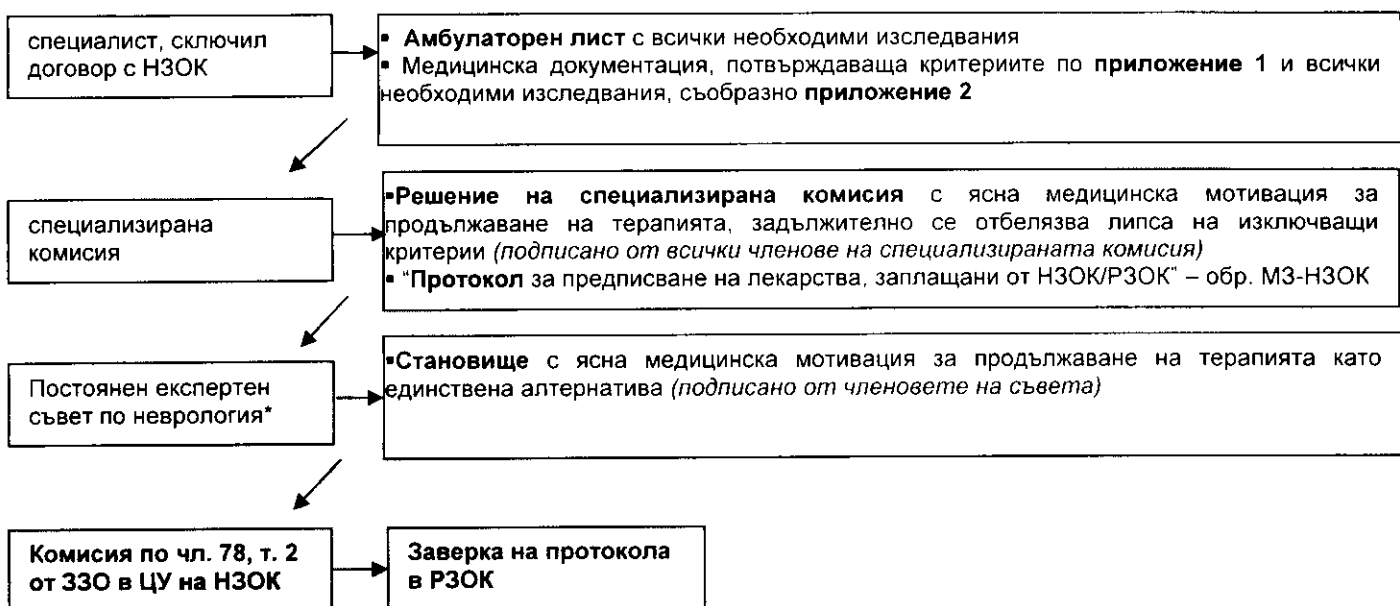 специалист, сключил
договор с НЗОК
▪ Амбулаторен лист с всички необходими изследвания
▪ Медицинска документация, потвърждаваща критериите по приложение 1 и всички
необходими изследвания, съобразно приложение 2
специализирана
комисия
▪Решение на специализирана комисия с ясна медицинска мотивация за
продължаване на терапията, задължително се отбелязва липса на изключващи
критерии (подписано от всички членове на специализираната комисия)
▪ "Протокол за предписване на лекарства, заплащани от НЗОК/РЗОК" – обр. МЗ-НЗОК
Постоянен експертен
съвет по неврология*
▪Становище с ясна медицинска мотивация за продължаване на терапията като
единствена алтернатива (подписано от членовете на съвета)
Комисия по чл. 78, т. 2
от ЗЗО в ЦУ на НЗОК
Заверка на протокола
в РЗОК